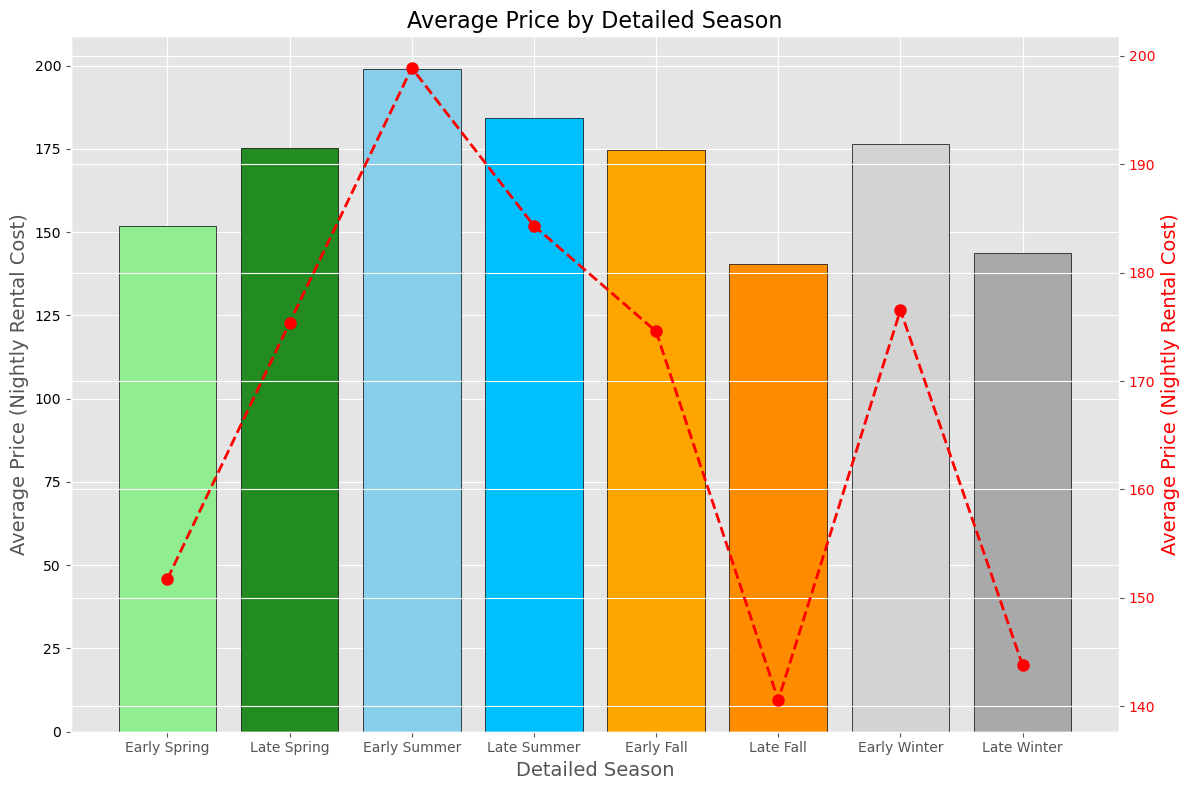 Average Price by Detailed Season
Average Price (Nightly Rental Cost)
200
175
150
125
100
75
50
25
0
200
190
180
170
160
150
140
Average Price (Nightly Rental Cost)
Early Spring
Late Spring
Early Summer
Late Summer
Early Fall
Late Fall
Early Winter
Late Winter
Detailed Season